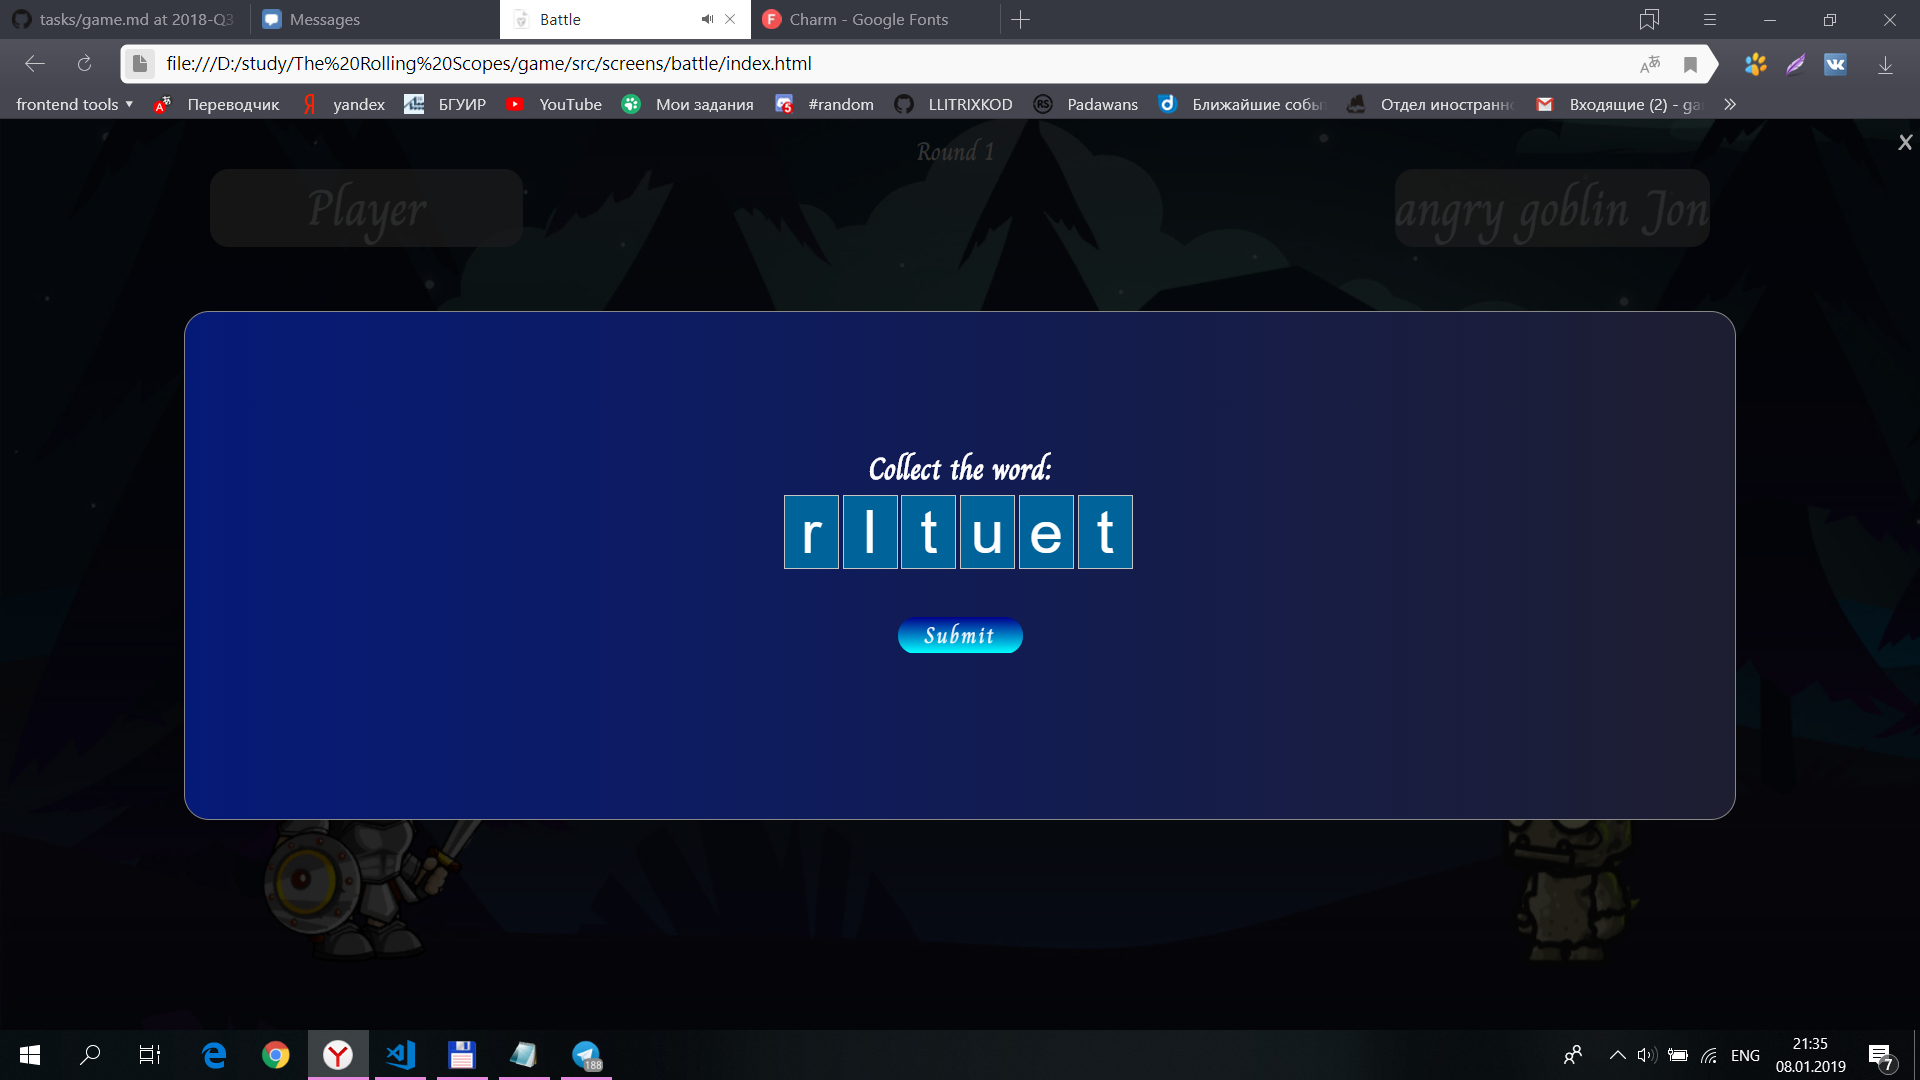 tasks/game.md at 2018-Q3
Messages
Battle
Charm - Google Fonts
file:///D:/study/The%20Rolling%20Scopes/game/src/screens/battle/index.html
frontend tools
Переводчик
yandex
БГУИР
YouTube
Мои задания
#random
LLITRIXKOD
Padawans
Ближайшие собы
Отдел иностранн
Входящие (2) - ga
Round 1
X
Player
angry goblin Jon
Collect the word:
r l t u e t
Submit
188
ENG
21:35
08.01.2019
7